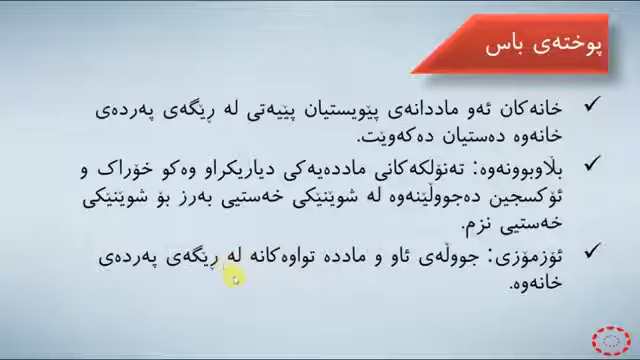 پوختەی باس
خانەکان ئەو ماددانەی پێویستیان پێیەتی لە ڕێگەی پەردەی
خانەوە دەستیان دەکەوێت.
بڵاوبوونەوە: تەنۆلکەکانی ماددەیەکی دیاریکراو وەکو خۆراک و
ئۆکسجین دەجووڵێنەوە لە شوێنێکی خەستیی بەرز بۆ شوێنێکی
خەستیی نزم.
ئۆزمۆزی: جووڵەی ئاو و ماددە تواوەکانە لە ڕێگەی پەردەی
خانەوە.